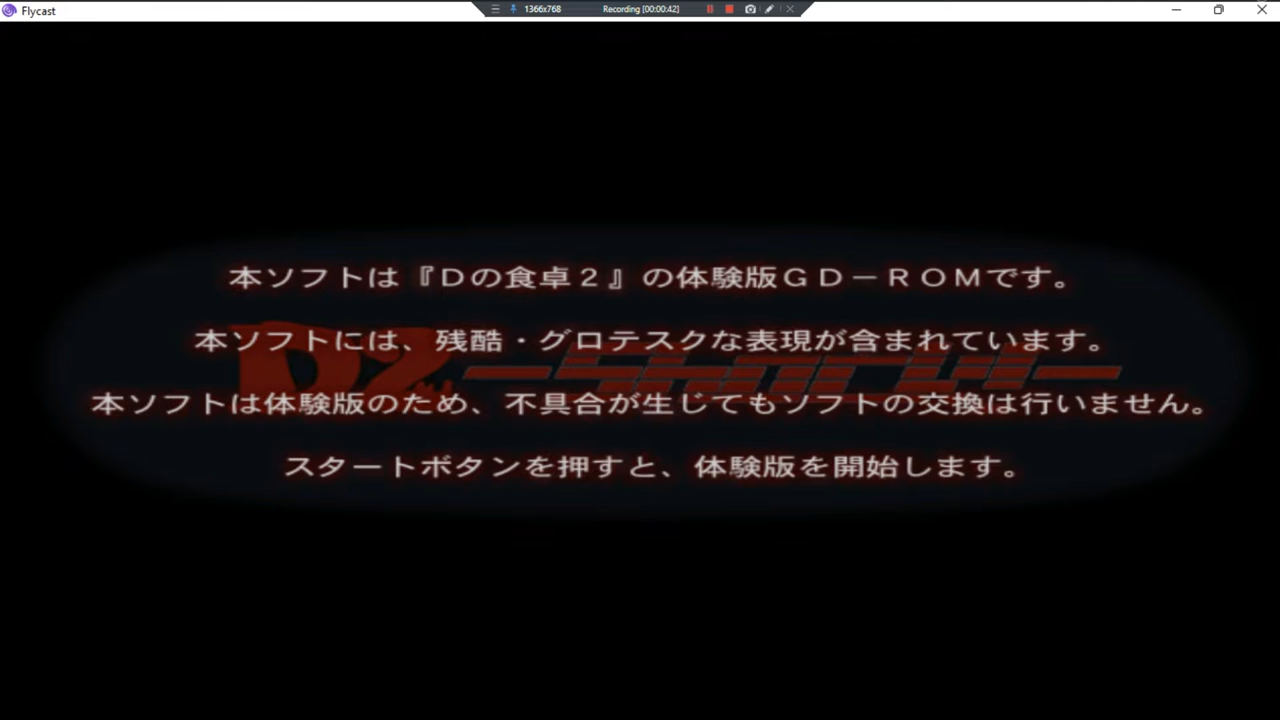 Flycast
1366x768
Recording [00:00:42]
本ソフトは『Dの食卓２』の体験版ＧＤ－ＲＯＭです。
本ソフトには、残酷・グロテスクな表現が含まれています。
D2 -Shock-
本ソフトは体験版のため、不具合が生じてもソフトの交換は行いません。
スタートボタンを押すと、体験版を開始します。